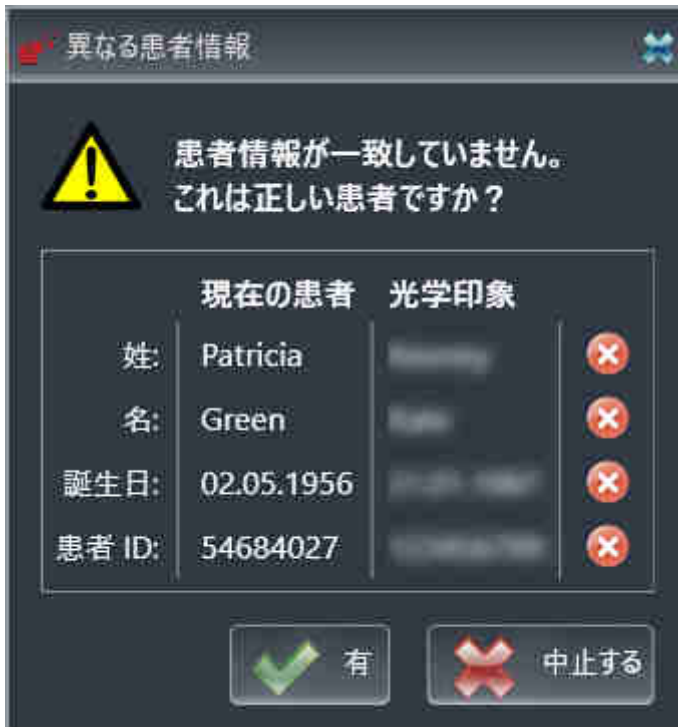 異なる患者情報
患者情報が一致していません。
これは正しい患者ですか？
現在の患者 光学印象
姓: Patricia
名: Green
誕生日: 02.05.1956
患者 ID: 54684027
有 中止する